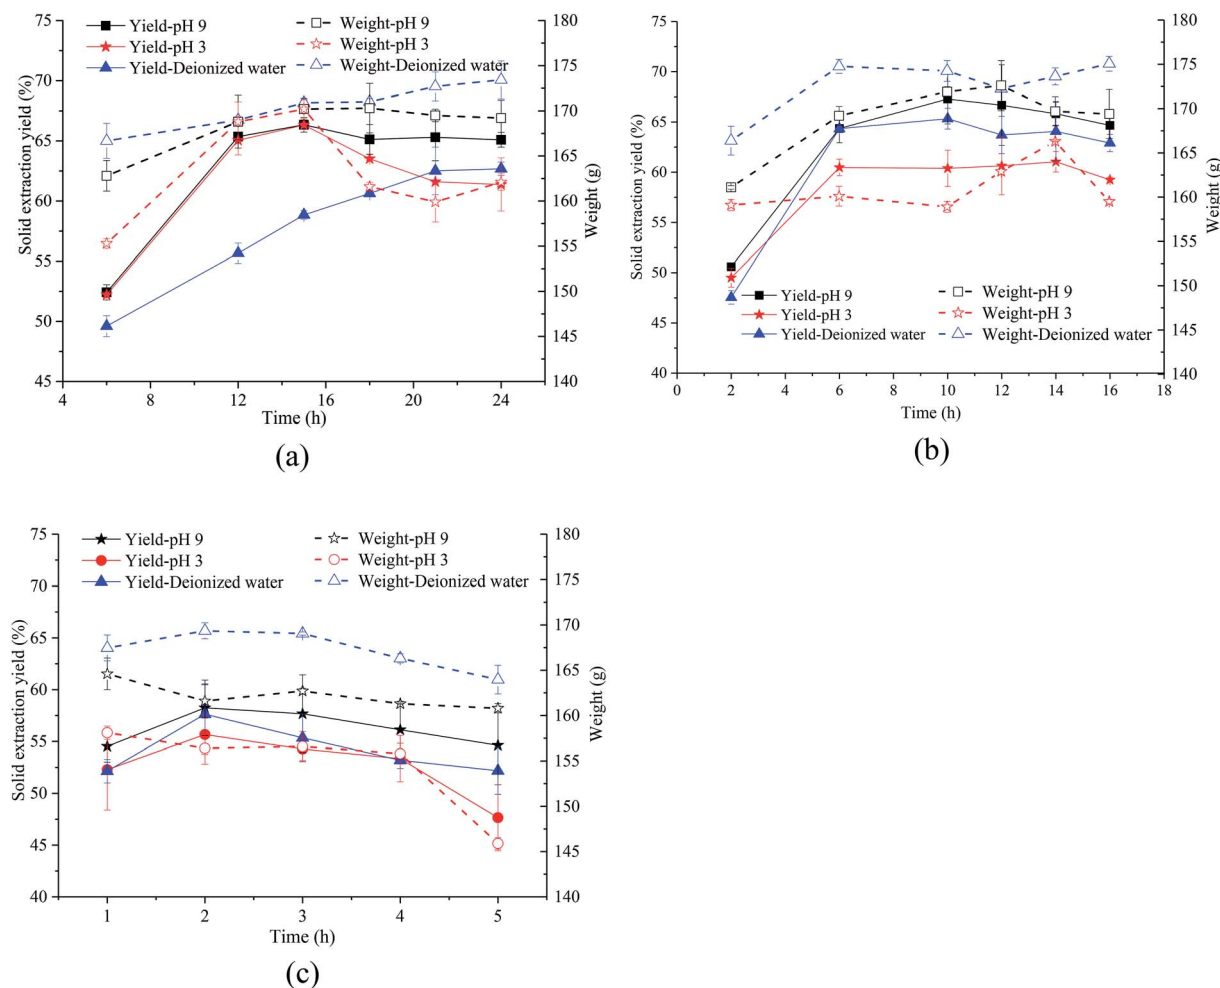 75
70
65
60
55
50
45
Solid extraction yield (%)
Yield-pH 9
Yield-pH 3
Yield-Deionized water
Weight-pH 9
Weight-pH 3
Weight-Deionized water
180
175
170
165
160
155
150
145
140
Weight (g)
4 8 12 16 20 24
Time (h)
(a)
75
70
65
60
55
50
45
40
Solid extraction yield (%)
Yield-pH 9
Yield-pH 3
Yield-Deionized water
Weight-pH 9
Weight-pH 3
Weight-Deionized water
180
175
170
165
160
155
150
145
140
Weight (g)
0 2 4 6 8 10 12 14 16 18
Time (h)
(b)
75
70
65
60
55
50
45
40
Solid extraction yield (%)
Yield-pH 9
Yield-pH 3
Yield-Deionized water
Weight-pH 9
Weight-pH 3
Weight-Deionized water
180
175
170
165
160
155
150
145
140
Weight (g)
1 2 3 4 5
Time (h)
(c)